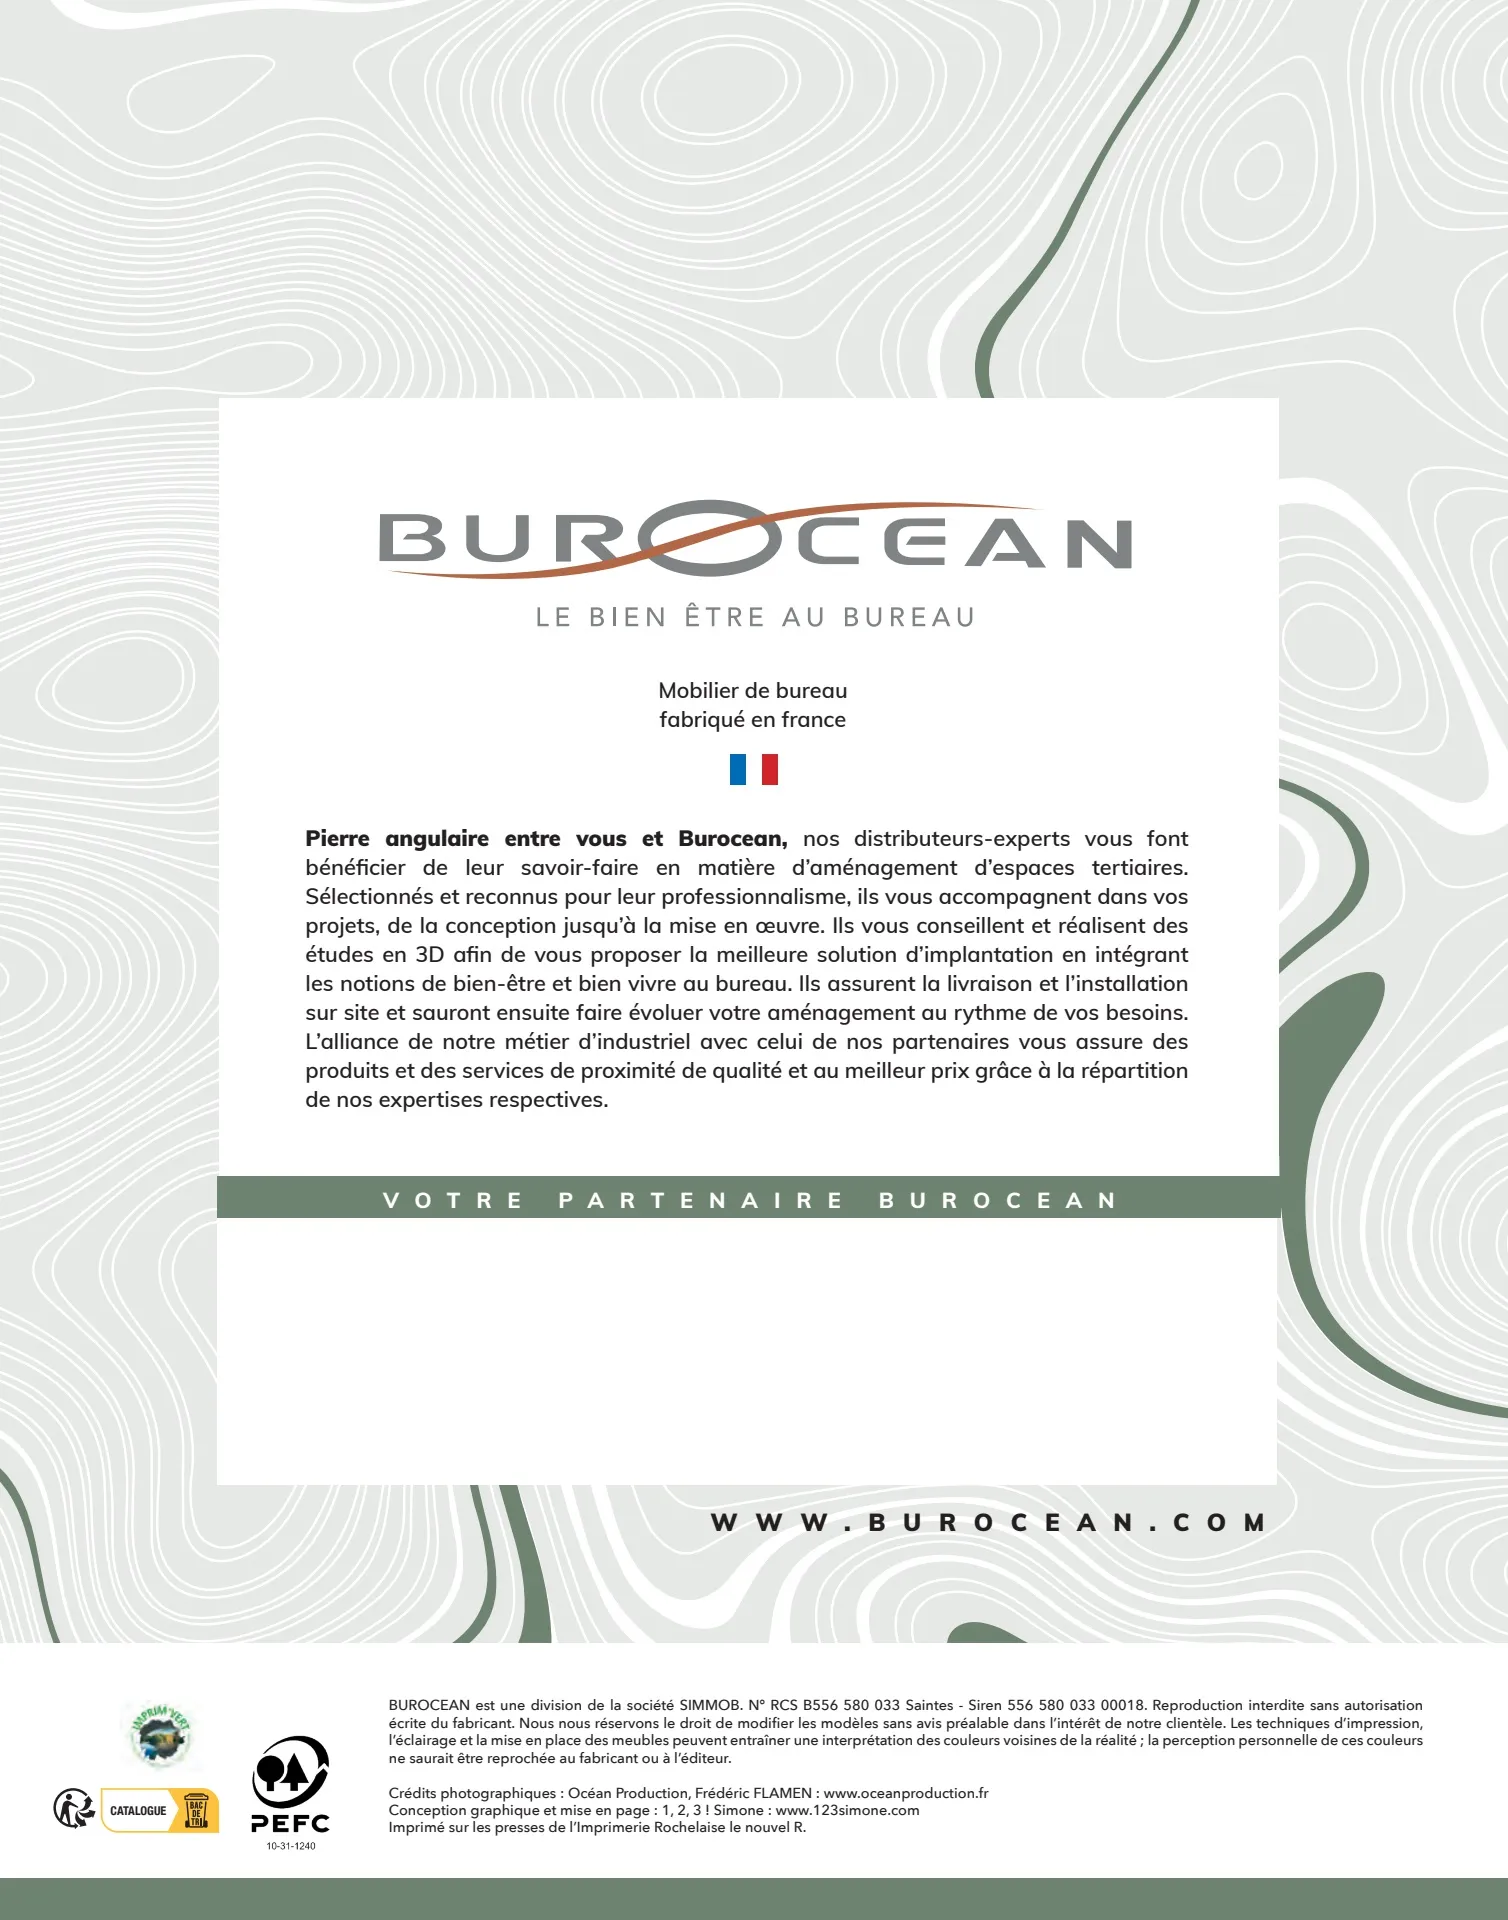 BUROCEAN
LE BIEN ÊTRE AU BUREAU
Mobilier de bureau
fabriqué en france
Pierre angulaire entre vous et Burocean, nos distributeurs-experts vous font
bénéficier de leur savoir-faire en matière d’aménagement d’espaces tertiaires.
Sélectionnés et reconnus pour leur professionnalisme, ils vous accompagnent dans vos
projets, de la conception jusqu’à la mise en œuvre. Ils vous conseillent et réalisent des
études en 3D afin de vous proposer la meilleure solution d’implantation en intégrant
les notions de bien-être et bien vivre au bureau. Ils assurent la livraison et l’installation
sur site et sauront ensuite faire évoluer votre aménagement au rythme de vos besoins.
L’alliance de notre métier d’industriel avec celui de nos partenaires vous assure des
produits et des services de proximité de qualité et au meilleur prix grâce à la répartition
de nos expertises respectives.
VOTRE PARTENAIRE BUROCEAN
WWW.BUROCEAN.COM
IMPRIM'VERT
CATALOGUE
BAC
DE
TRI
PEFC
10-31-1240
BUROCEAN est une division de la société SIMMOB. N° RCS B556 580 033 Saintes - Siren 556 580 033 00018. Reproduction interdite sans autorisation
écrite du fabricant. Nous nous réservons le droit de modifier les modèles sans avis préalable dans l’intérêt de notre clientèle. Les techniques d’impression,
l’éclairage et la mise en place des meubles peuvent entraîner une interprétation des couleurs voisines de la réalité ; la perception personnelle de ces couleurs
ne saurait être reprochée au fabricant ou à l’éditeur.
Crédits photographiques : Océan Production, Frédéric FLAMEN : www.oceanproduction.fr
Conception graphique et mise en page : 1, 2, 3 ! Simone : www.123simone.com
Imprimé sur les presses de l’Imprimerie Rochelaise le nouvel R.